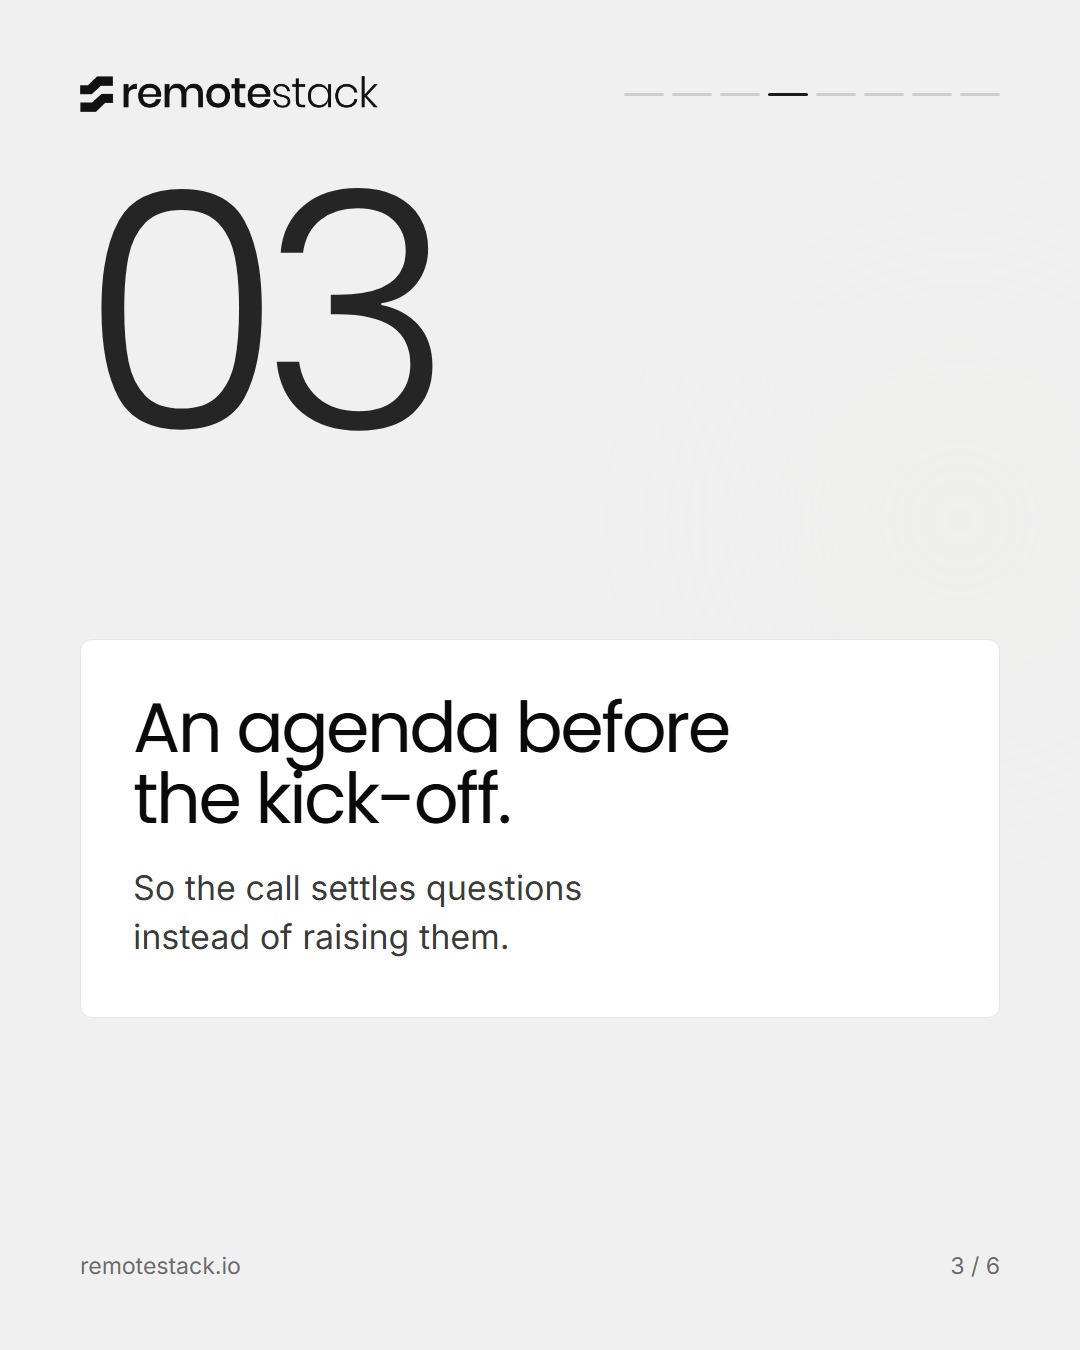 remotestack
03
An agenda before
the kick-off.
So the call settles questions
instead of raising them.
remotestack.io
3 / 6